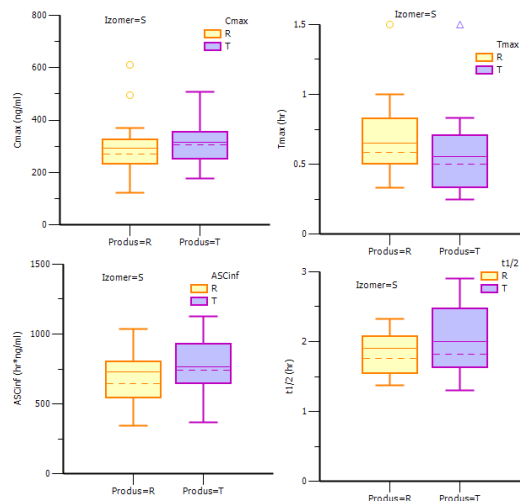 Izomer=S
Cmax
R
T
800
600
400
200
0
Cmax (ng/ml)
Produs=R
Produs=T
Izomer=S
Tmax
R
T
1.5
1
0.5
0
Tmax (hr)
Produs=R
Produs=T
Izomer=S
ASCinf
R
T
1500
1000
500
0
ASCinf (hr*ng/ml)
Produs=R
Produs=T
Izomer=S
t1/2
R
T
3
2
1
0
t1/2 (hr)
Produs=R
Produs=T